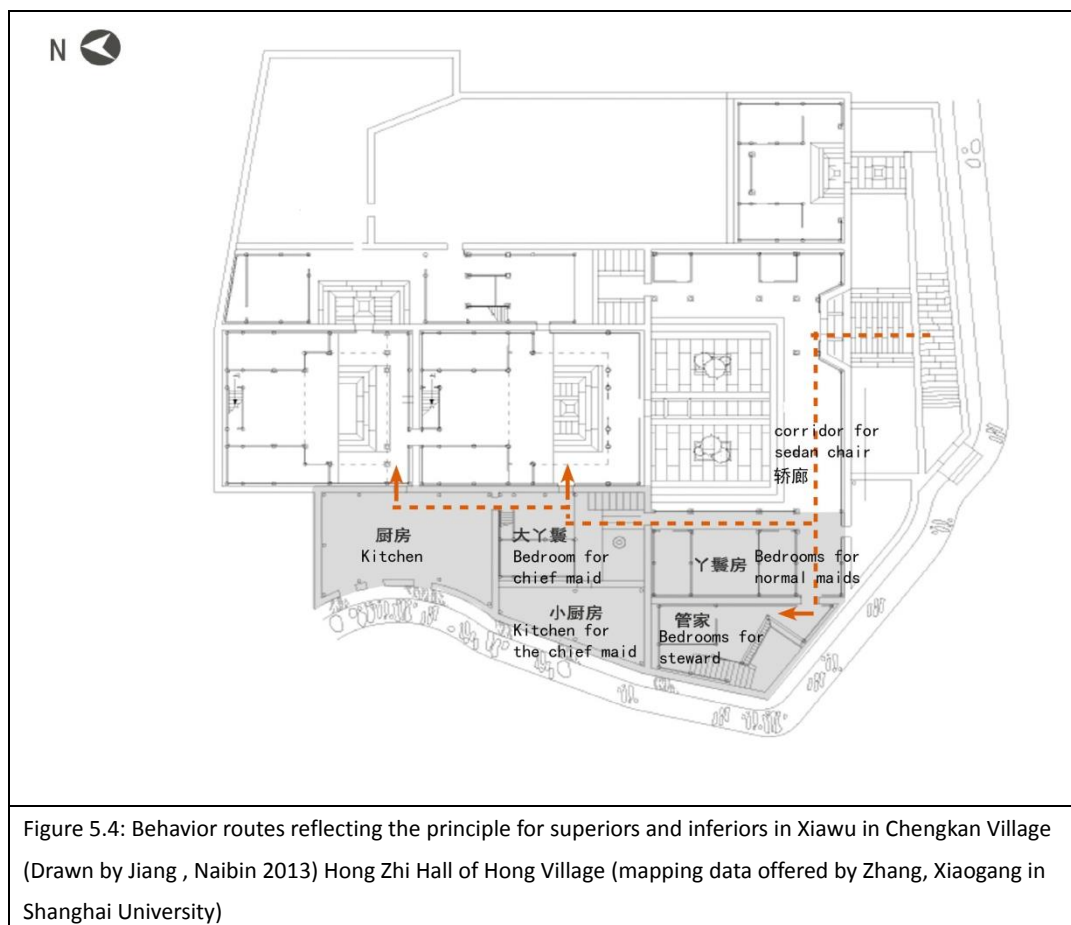 N
corridor for
sedan chair
轿廊
厨房
Kitchen
大丫鬟
Bedroom for
chief maid
丫鬟房
Bedrooms for
normal maids
小厨房
Kitchen for
the chief maid
管家
Bedrooms for
steward
Figure 5.4: Behavior routes reflecting the principle for superiors and inferiors in Xiawu in Chengkan Village
(Drawn by Jiang , Naibin 2013) Hong Zhi Hall of Hong Village (mapping data offered by Zhang, Xiaogang in
Shanghai University)